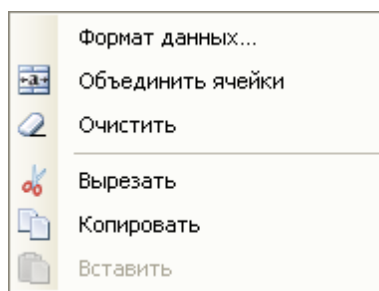 Формат данных...
Объединить ячейки
Очистить
Вырезать
Копировать
Вставить